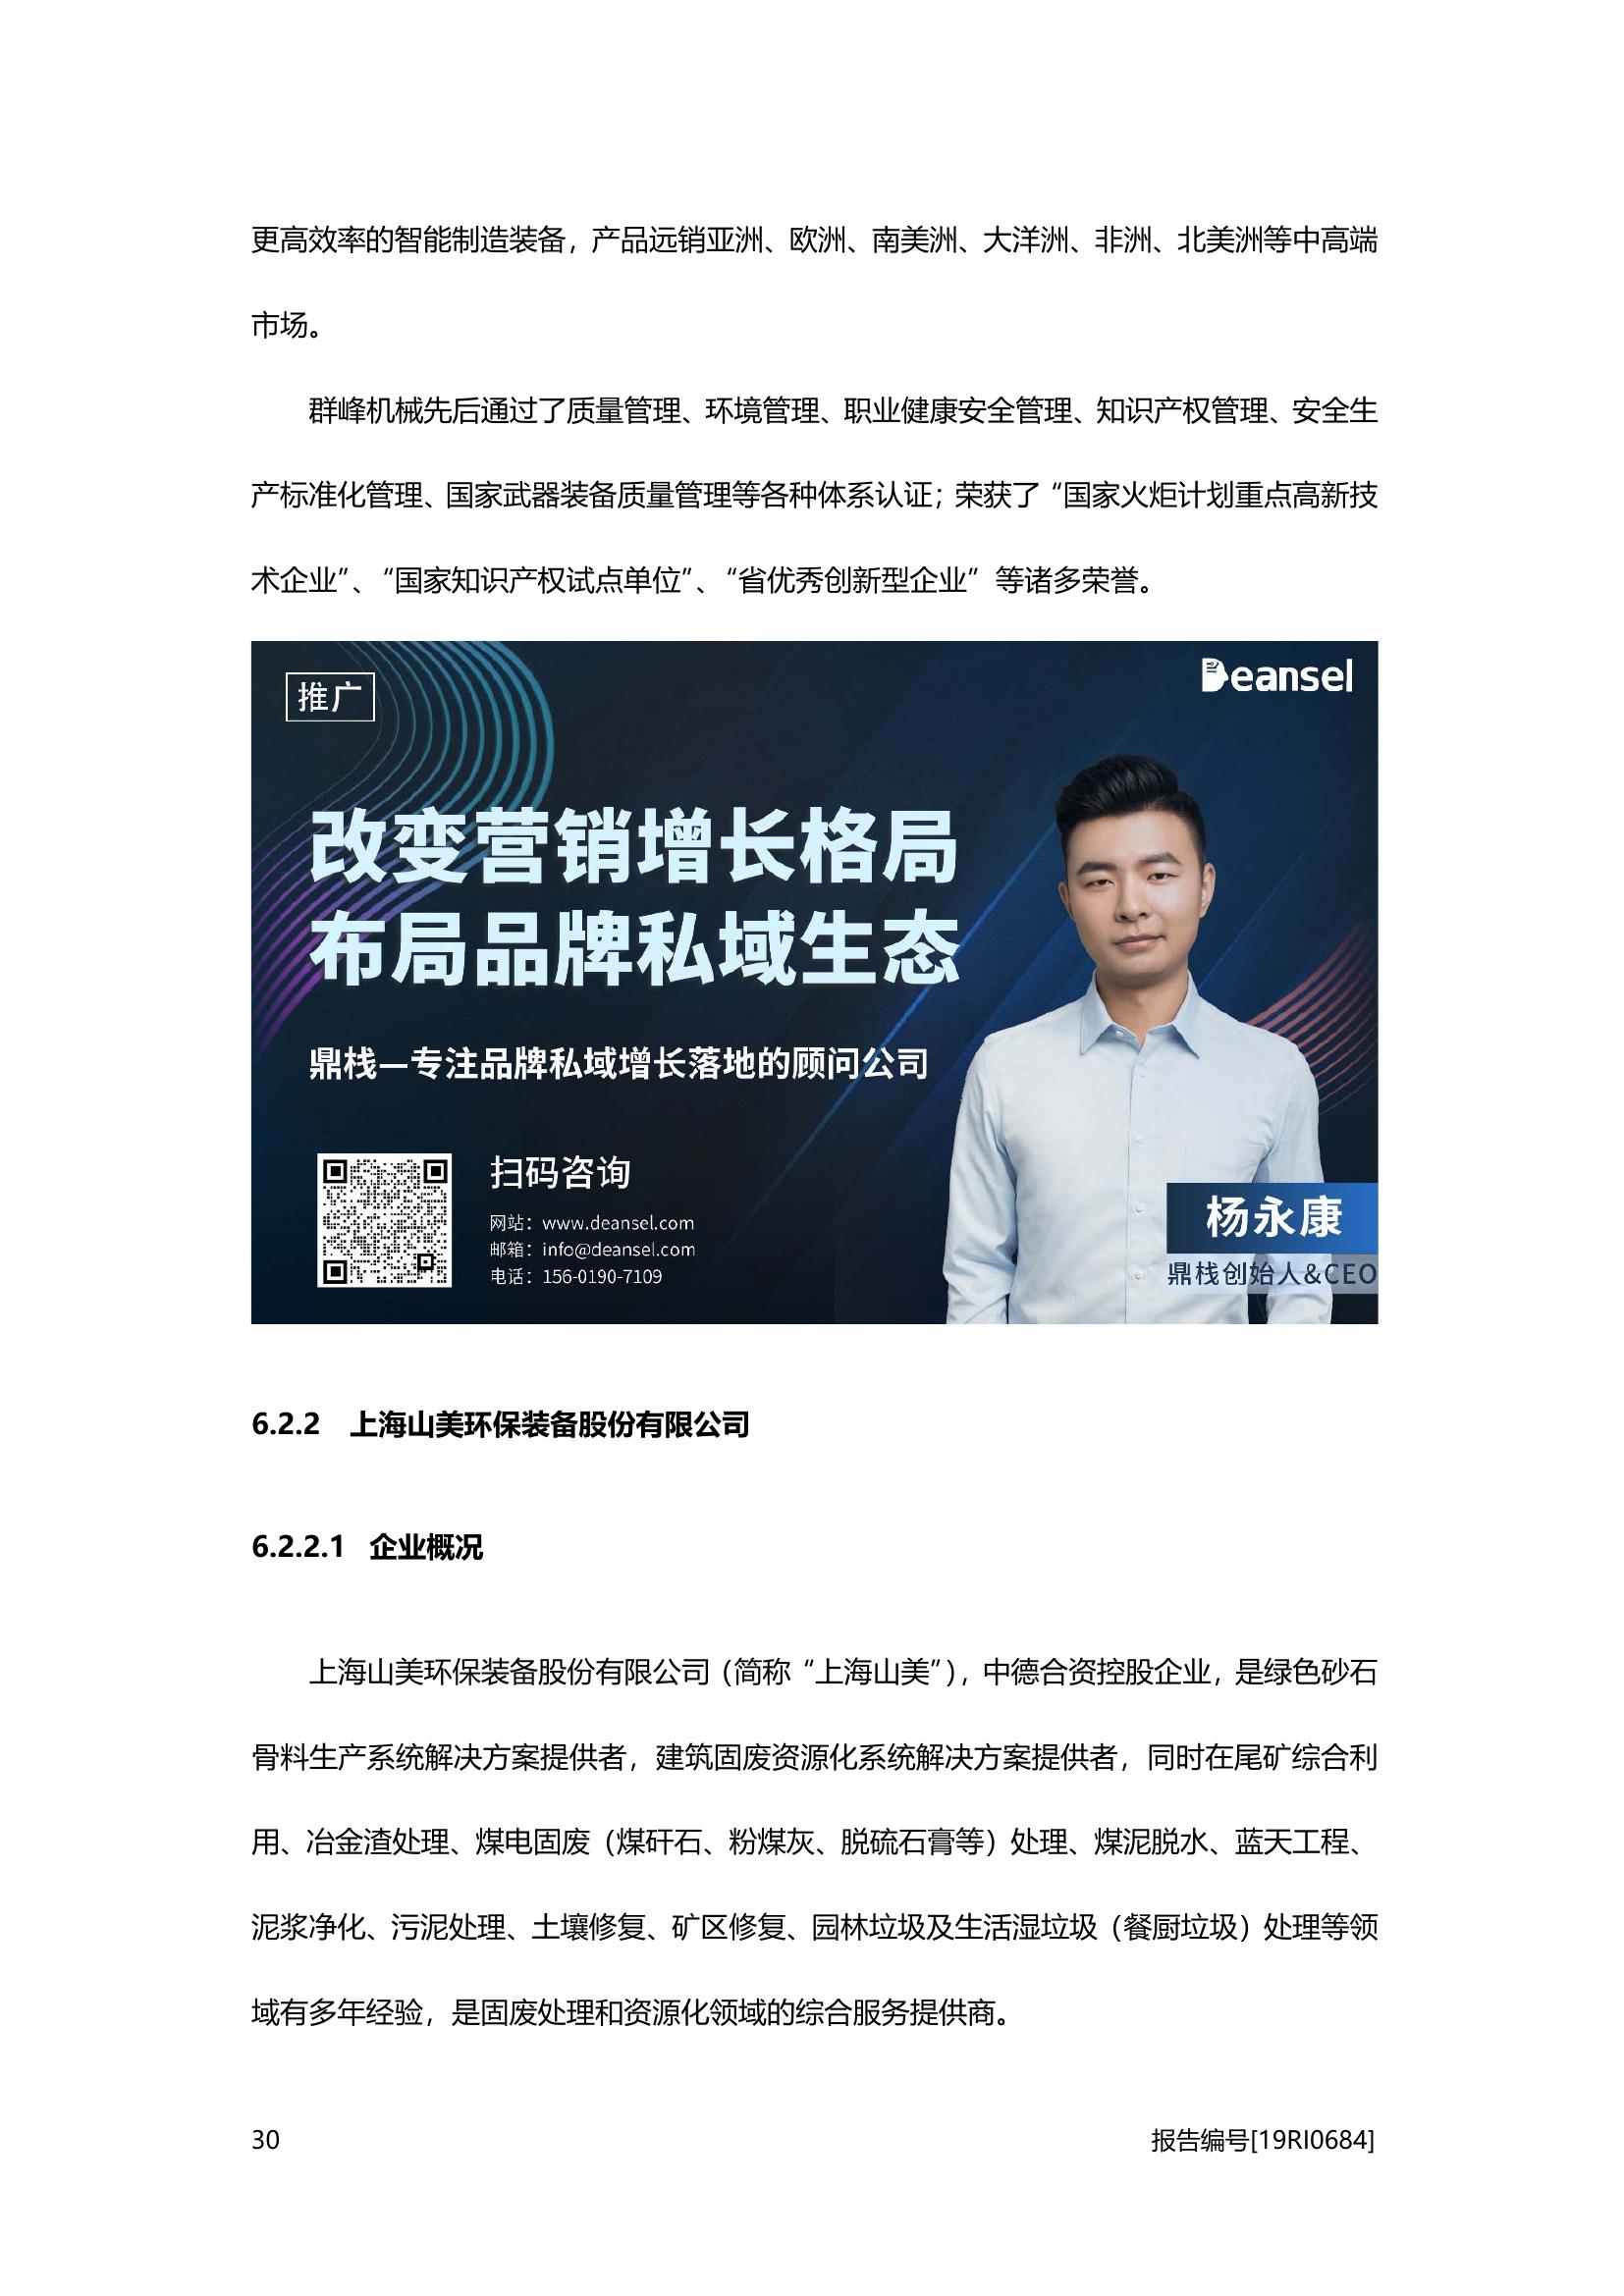 更高效率的智能制造装备，产品远销亚洲、欧洲、南美洲、大洋洲、非洲、北美洲等中高端
市场。
群峰机械先后通过了质量管理、环境管理、职业健康安全管理、知识产权管理、安全生
产标准化管理、国家武器装备质量管理等各种体系认证；荣获了“国家火炬计划重点高新技
术企业”、“国家知识产权试点单位”、“省优秀创新型企业”等诸多荣誉。
推广
Deansel
改变营销增长格局
布局品牌私域生态
鼎栈—专注品牌私域增长落地的顾问公司
扫码咨询
网站：www.deansel.com
邮箱：info@deansel.com
电话：156-0190-7109
杨永康
鼎栈创始人&CEO
6.2.2 上海山美环保装备股份有限公司
6.2.2.1 企业概况
上海山美环保装备股份有限公司（简称“上海山美”），中德合资控股企业，是绿色砂石
骨料生产系统解决方案提供者，建筑固废资源化系统解决方案提供者，同时在尾矿综合利
用、冶金渣处理、煤电固废（煤矸石、粉煤灰、脱硫石膏等）处理、煤泥脱水、蓝天工程、
泥浆净化、污泥处理、土壤修复、矿区修复、园林垃圾及生活湿垃圾（餐厨垃圾）处理等领
域有多年经验，是固废处理和资源化领域的综合服务提供商。
30
报告编号[19RI0684]